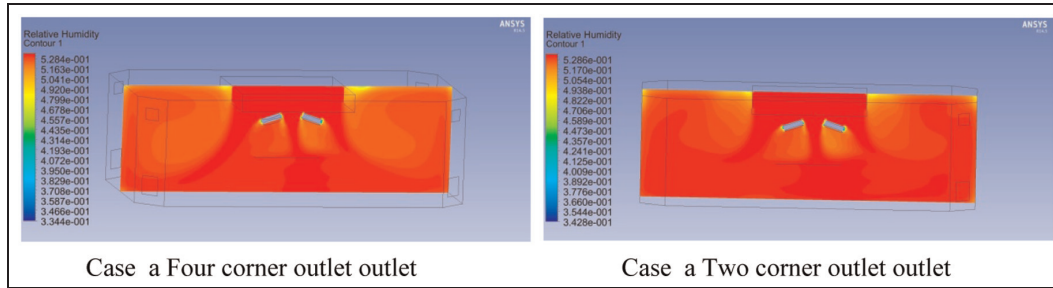 ANSYS
Relative Humidity
Contour 1
5.284e-001
5.163e-001
5.041e-001
4.920e-001
4.799e-001
4.678e-001
4.557e-001
4.435e-001
4.314e-001
4.193e-001
4.072e-001
3.950e-001
3.829e-001
3.708e-001
3.587e-001
3.466e-001
3.344e-001
Case a Four corner outlet outlet
ANSYS
Relative Humidity
Contour 1
5.286e-001
5.170e-001
5.054e-001
4.938e-001
4.822e-001
4.706e-001
4.589e-001
4.473e-001
4.357e-001
4.241e-001
4.125e-001
4.009e-001
3.892e-001
3.776e-001
3.660e-001
3.544e-001
3.428e-001
Case a Two corner outlet outlet